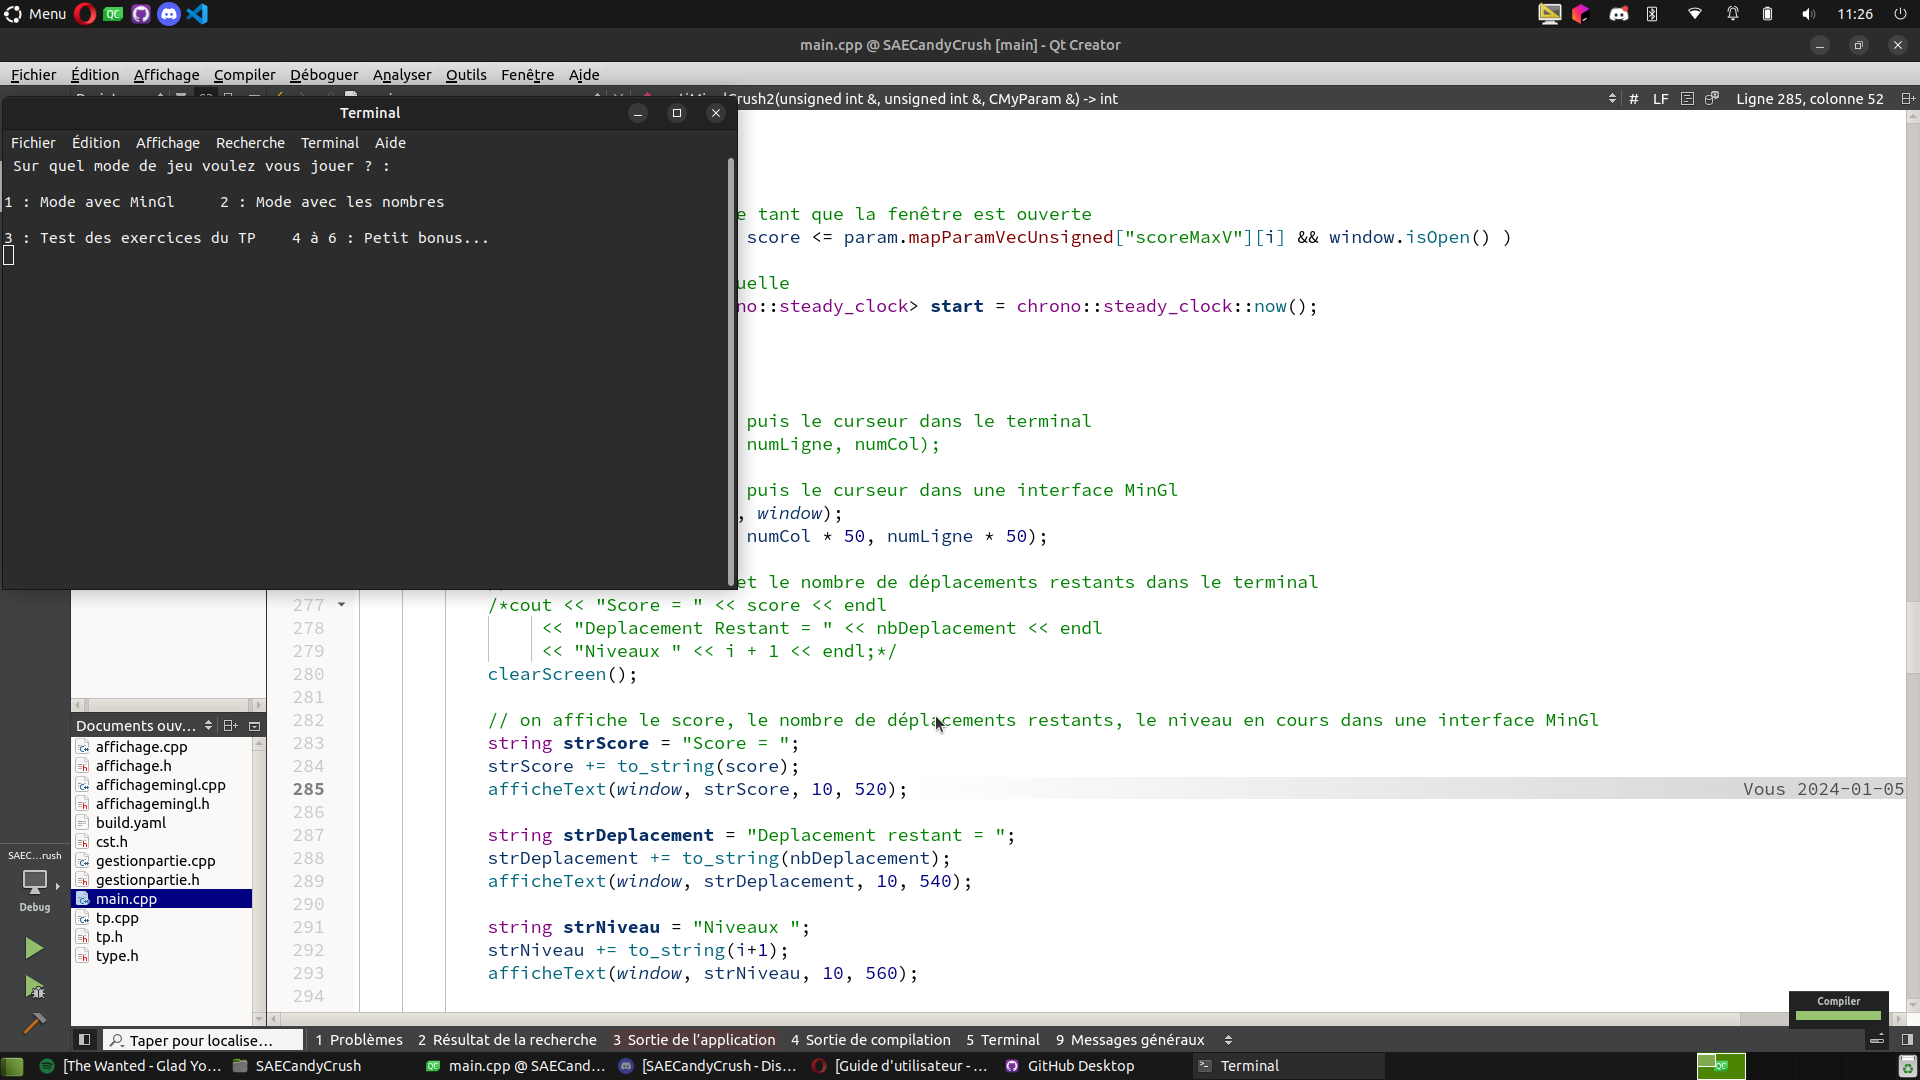 Menu
11:26
main.cpp @ SAECandyCrush [main] - Qt Creator
Fichier Édition Affichage Compiler Déboguer Analyser Outils Fenêtre Aide
Crush2(unsigned int &, unsigned int &, CMyParam &) -> int
# LF Ligne 285, colonne 52
Terminal
Fichier Édition Affichage Recherche Terminal Aide
Sur quel mode de jeu voulez vous jouer ? :
1 : Mode avec MinGl 2 : Mode avec les nombres
3 : Test des exercices du TP 4 à 6 : Petit bonus...
e tant que la fenêtre est ouverte
score <= param.mapParamVecUnsigned["scoreMaxV"][i] && window.isOpen() )
uelle
no::steady_clock> start = chrono::steady_clock::now();
puis le curseur dans le terminal
numLigne, numCol);
puis le curseur dans une interface MinGl
, window);
numCol * 50, numLigne * 50);
et le nombre de déplacements restants dans le terminal
277 /*cout << "Score = " << score << endl
278 << "Deplacement Restant = " << nbDeplacement << endl
279 << "Niveaux " << i + 1 << endl;*/
280 clearScreen();
281
282 // on affiche le score, le nombre de déplacements restants, le niveau en cours dans une interface MinGl
283 string strScore = "Score = ";
284 strScore += to_string(score);
285 afficheText(window, strScore, 10, 520); Vous 2024-01-05
286
287 string strDeplacement = "Deplacement restant = ";
288 strDeplacement += to_string(nbDeplacement);
289 afficheText(window, strDeplacement, 10, 540);
290
291 string strNiveau = "Niveaux ";
292 strNiveau += to_string(i+1);
293 afficheText(window, strNiveau, 10, 560);
294
Documents ouv...
affichage.cpp
affichage.h
affichagemingl.cpp
affichagemingl.h
build.yaml
cst.h
gestionpartie.cpp
gestionpartie.h
main.cpp
tp.cpp
tp.h
type.h
SAEC...rush
Debug
Compiler
Taper pour localise... 1 Problèmes 2 Résultat de la recherche 3 Sortie de l'application 4 Sortie de compilation 5 Terminal 9 Messages généraux
[The Wanted - Glad Yo... SAECandyCrush main.cpp @ SAECand... [SAECandyCrush - Dis... [Guide d'utilisateur - ... GitHub Desktop Terminal